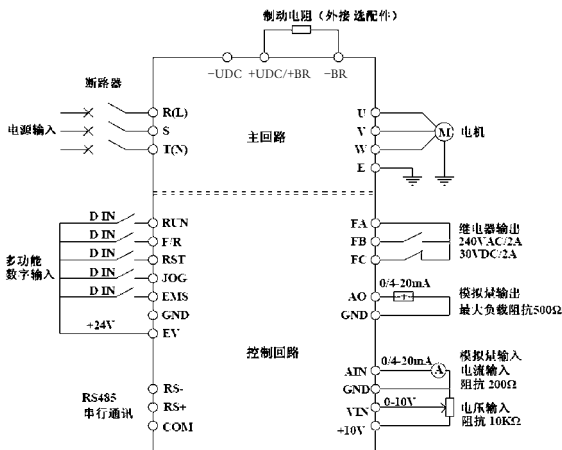 制动电阻（外接 选配件）
−UDC +UDC/+BR −BR
断路器
电源输入
R(L)
S
T(N)
主回路
U
V
W
E
M 电机
多功能
数字输入
D IN RUN
D IN F/R
D IN RST
D IN JOG
D IN EMS
GND
+24V EV
控制回路
RS485
串行通讯
RS-
RS+
COM
FA
FB
FC
继电器输出
240VAC/2A
30VDC/2A
AO 0/4-20mA
GND
模拟量输出
最大负载阻抗500Ω
AIN 0/4-20mA A
GND
模拟量输入
电流输入
阻抗 200Ω
VIN 0-10V
+10V
电压输入
阻抗 10KΩ